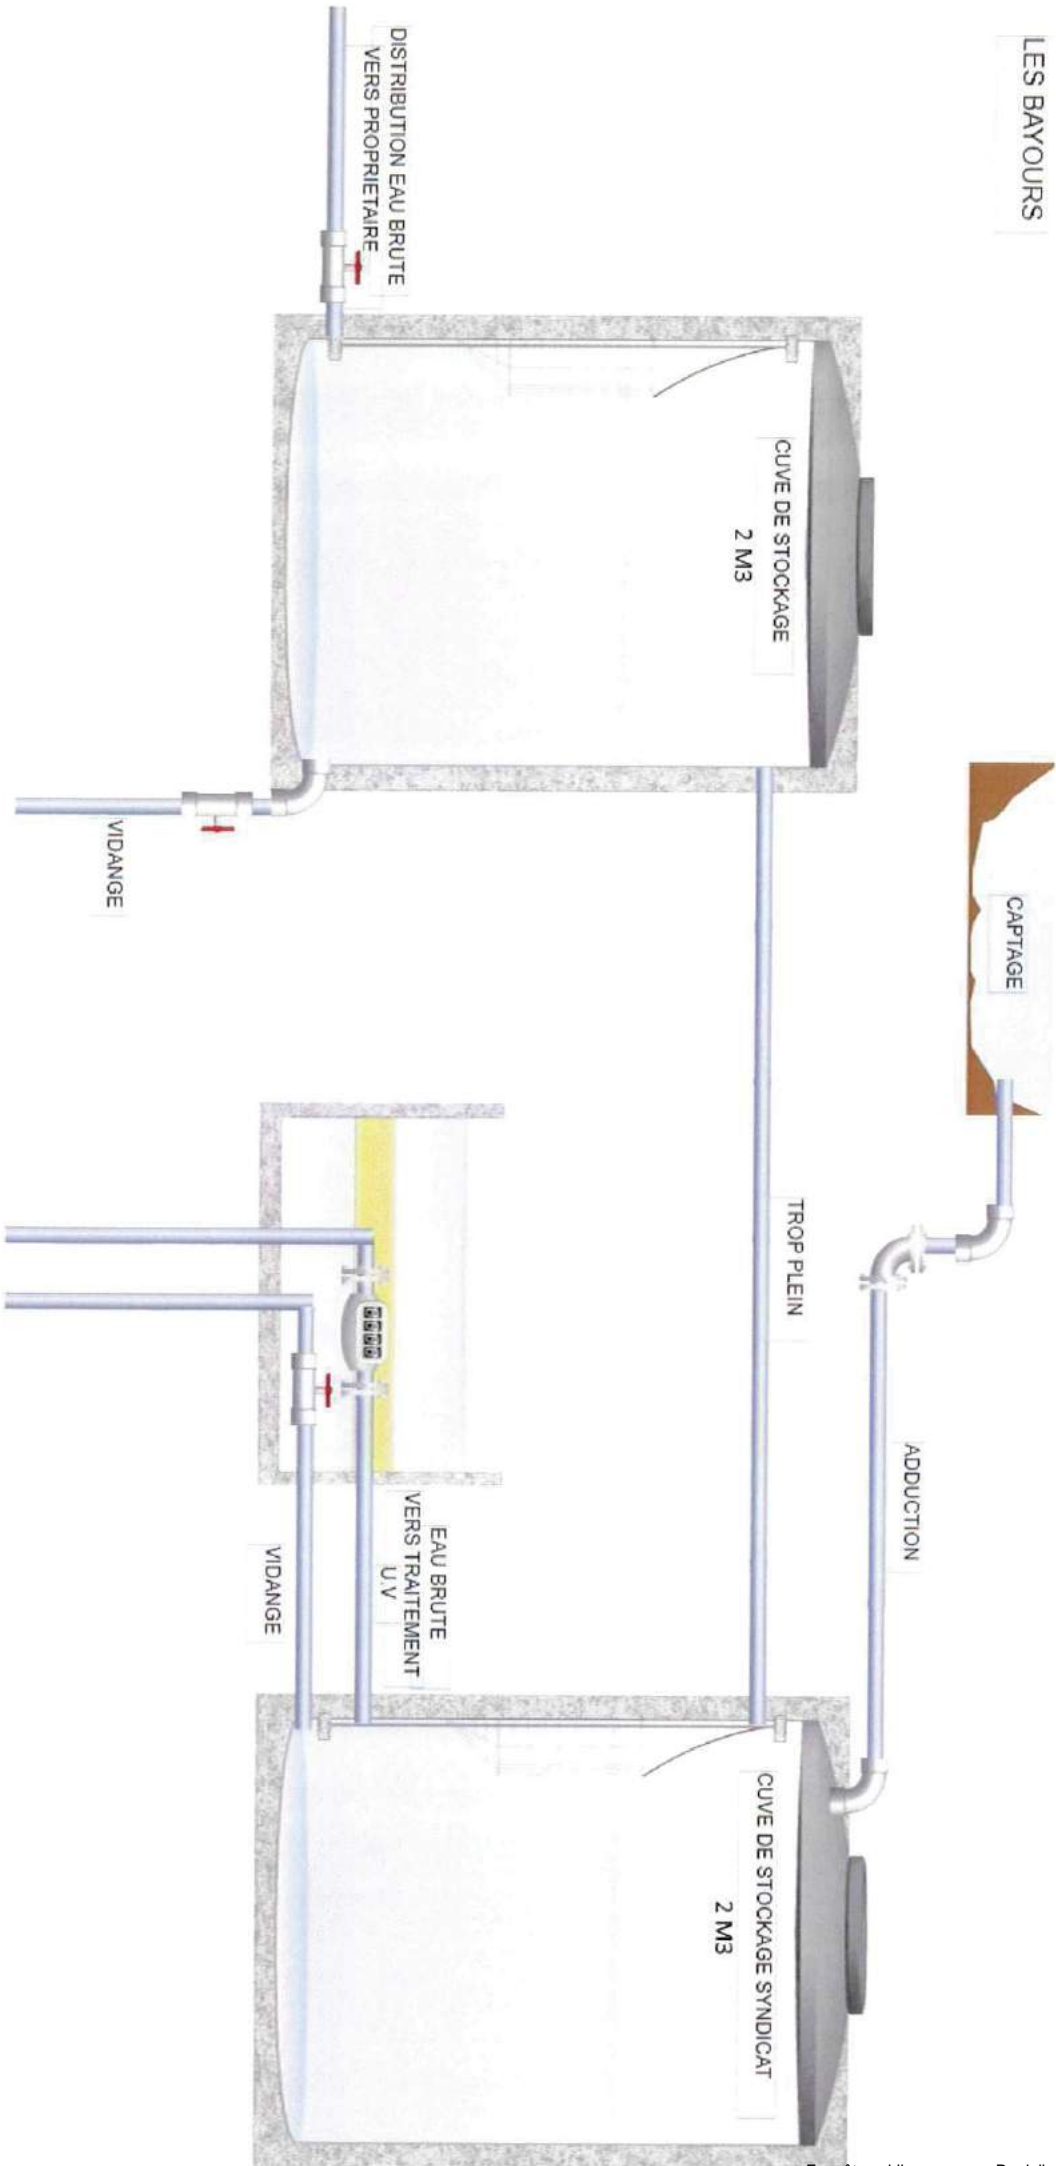 LES BAYOURS
CAPTAGE
ADDUCTION
DISTRIBUTION EAU BRUTE
VERS PROPRIETAIRE
CUVE DE STOCKAGE
2 M3
TROP PLEIN
CUVE DE STOCKAGE SYNDICAT
2 M3
VIDANGE
EAU BRUTE
VERS TRAITEMENT
U.V
VIDANGE